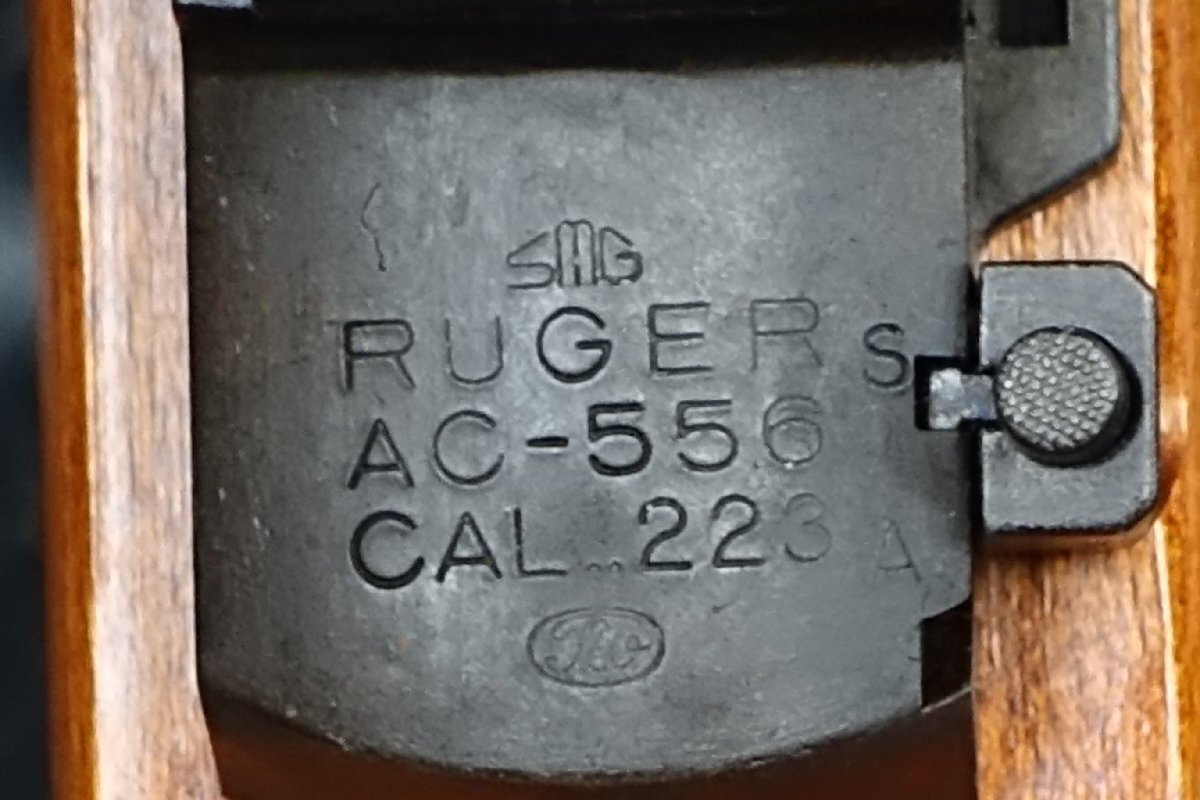 SMG
RUGER S
AC-556
CAL..223 A